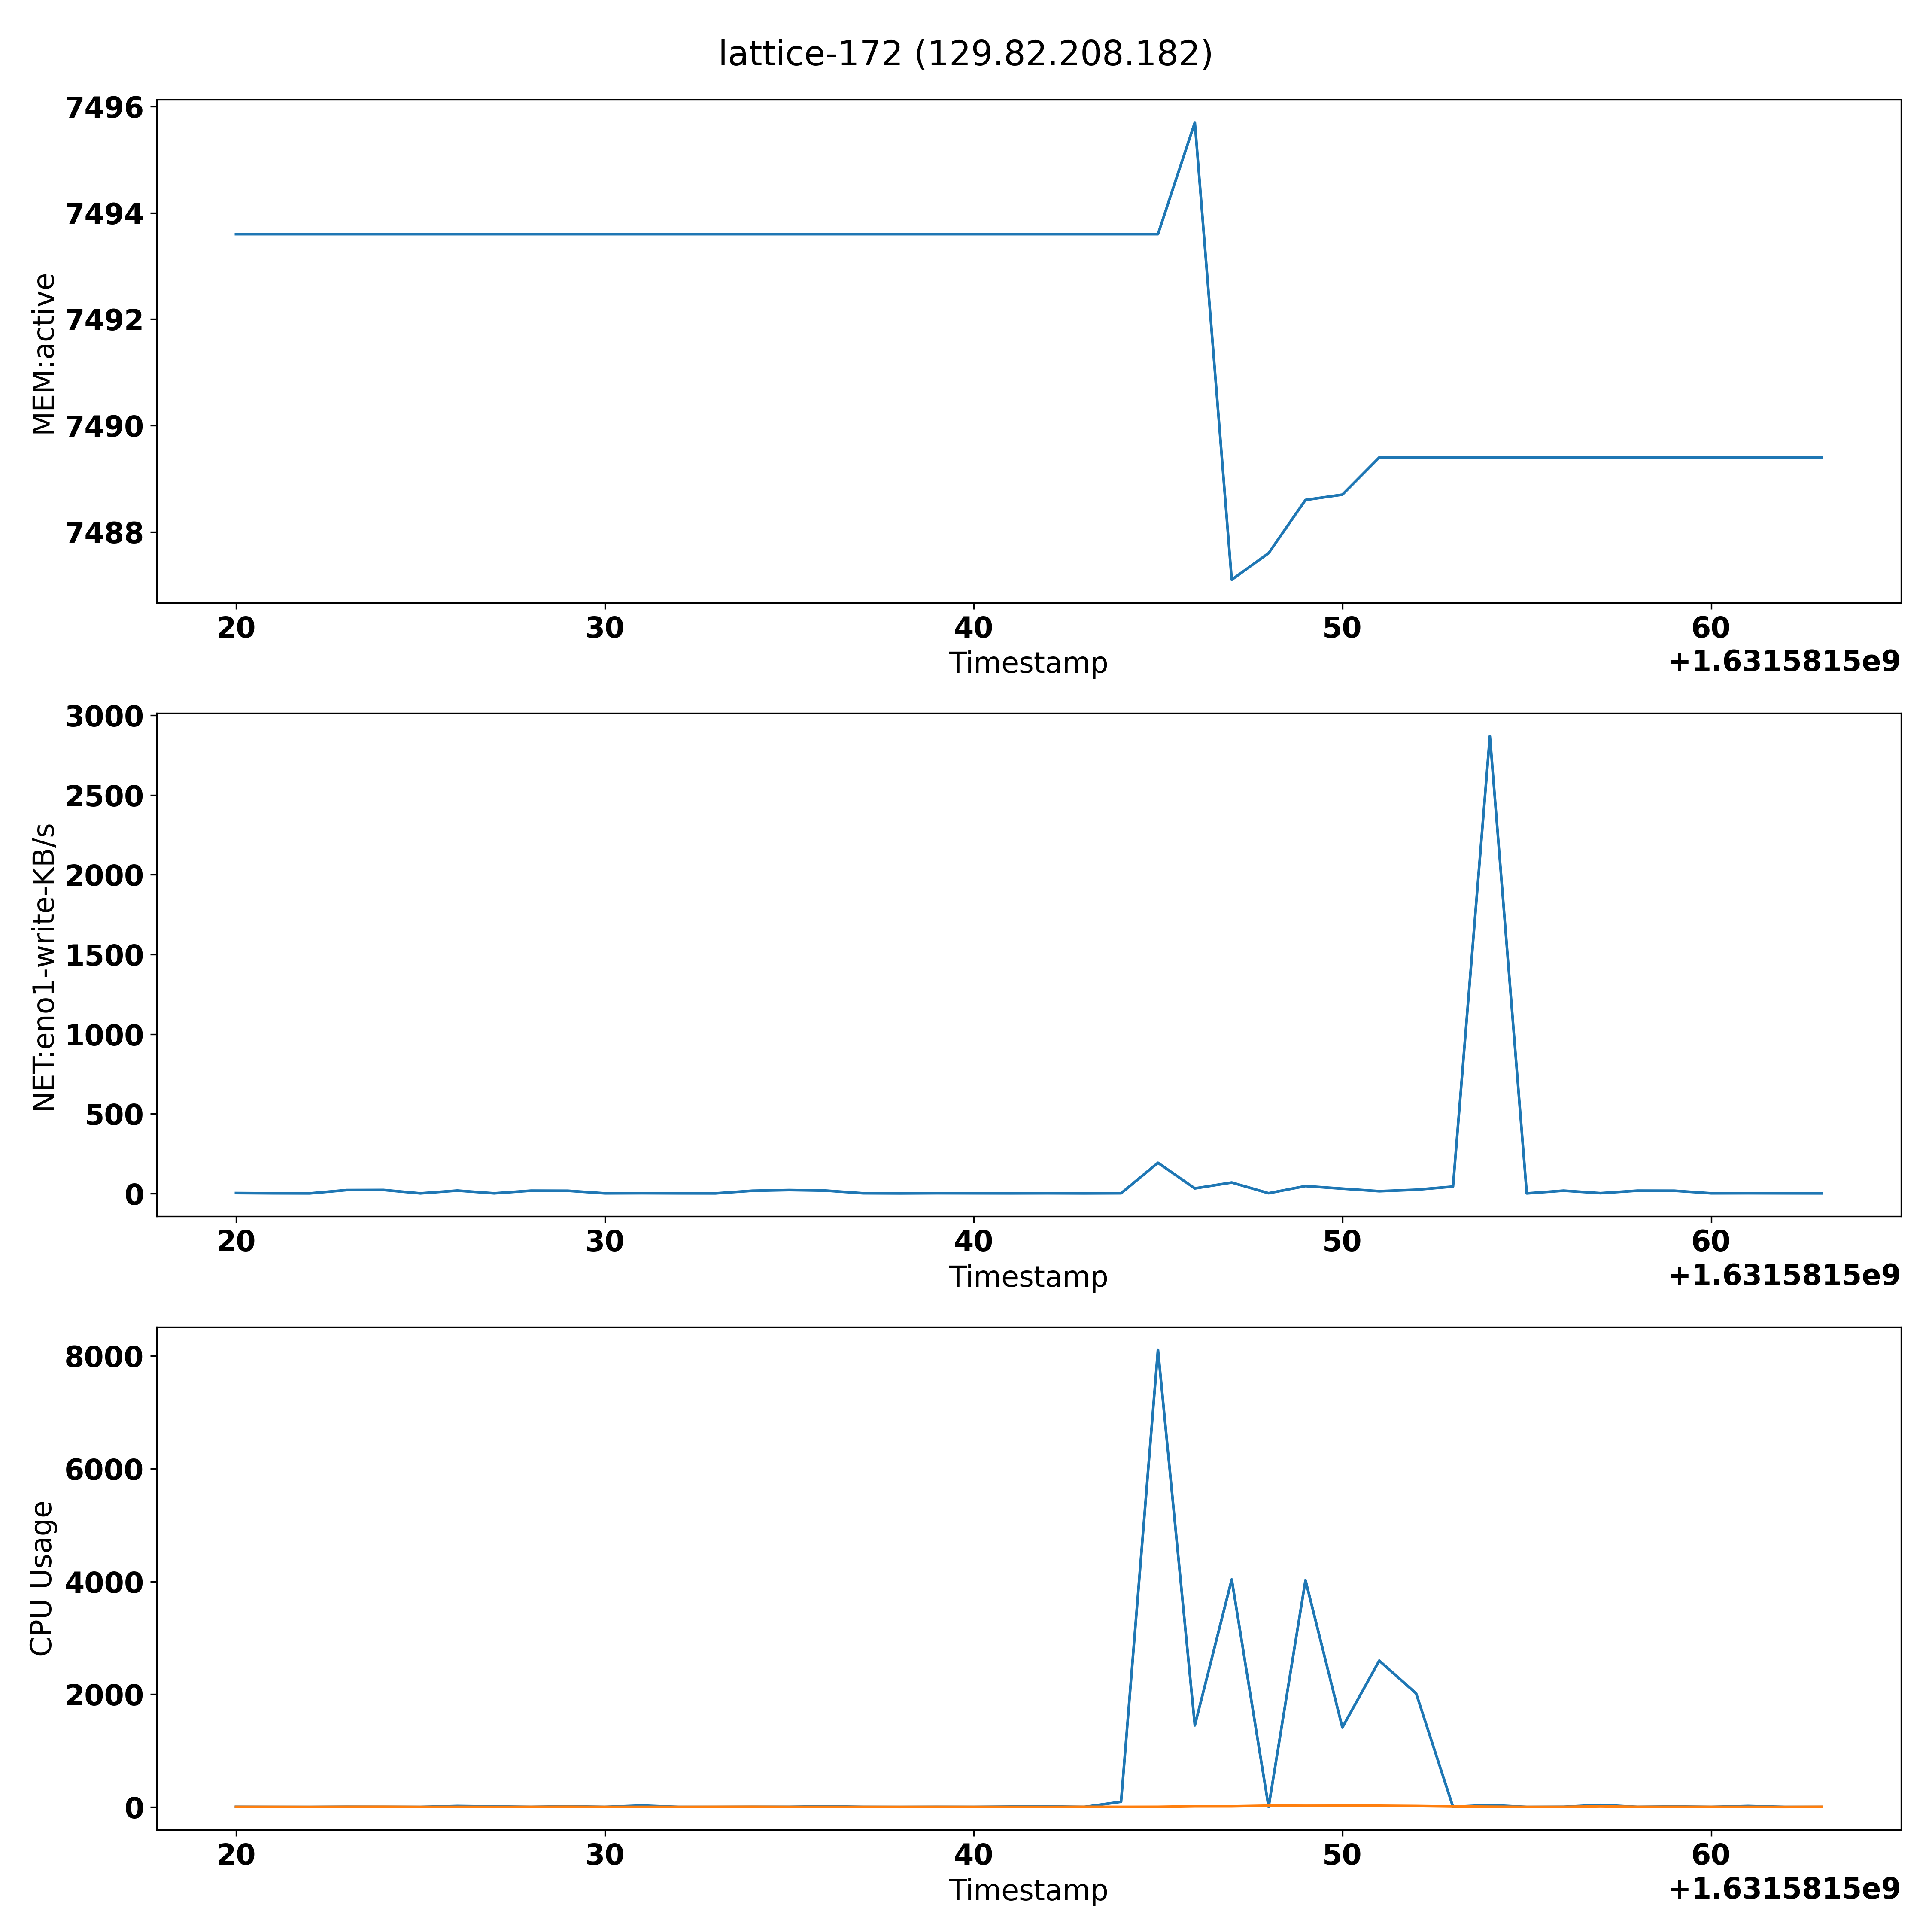 lattice-172 (129.82.208.182)
7496
7494
7492
7490
7488
MEM:active
20 30 40 50 60
Timestamp
+1.6315815e9
3000
2500
2000
1500
1000
500
0
NET:eno1-write-KB/s
20 30 40 50 60
Timestamp
+1.6315815e9
8000
6000
4000
2000
0
CPU Usage
20 30 40 50 60
Timestamp
+1.6315815e9